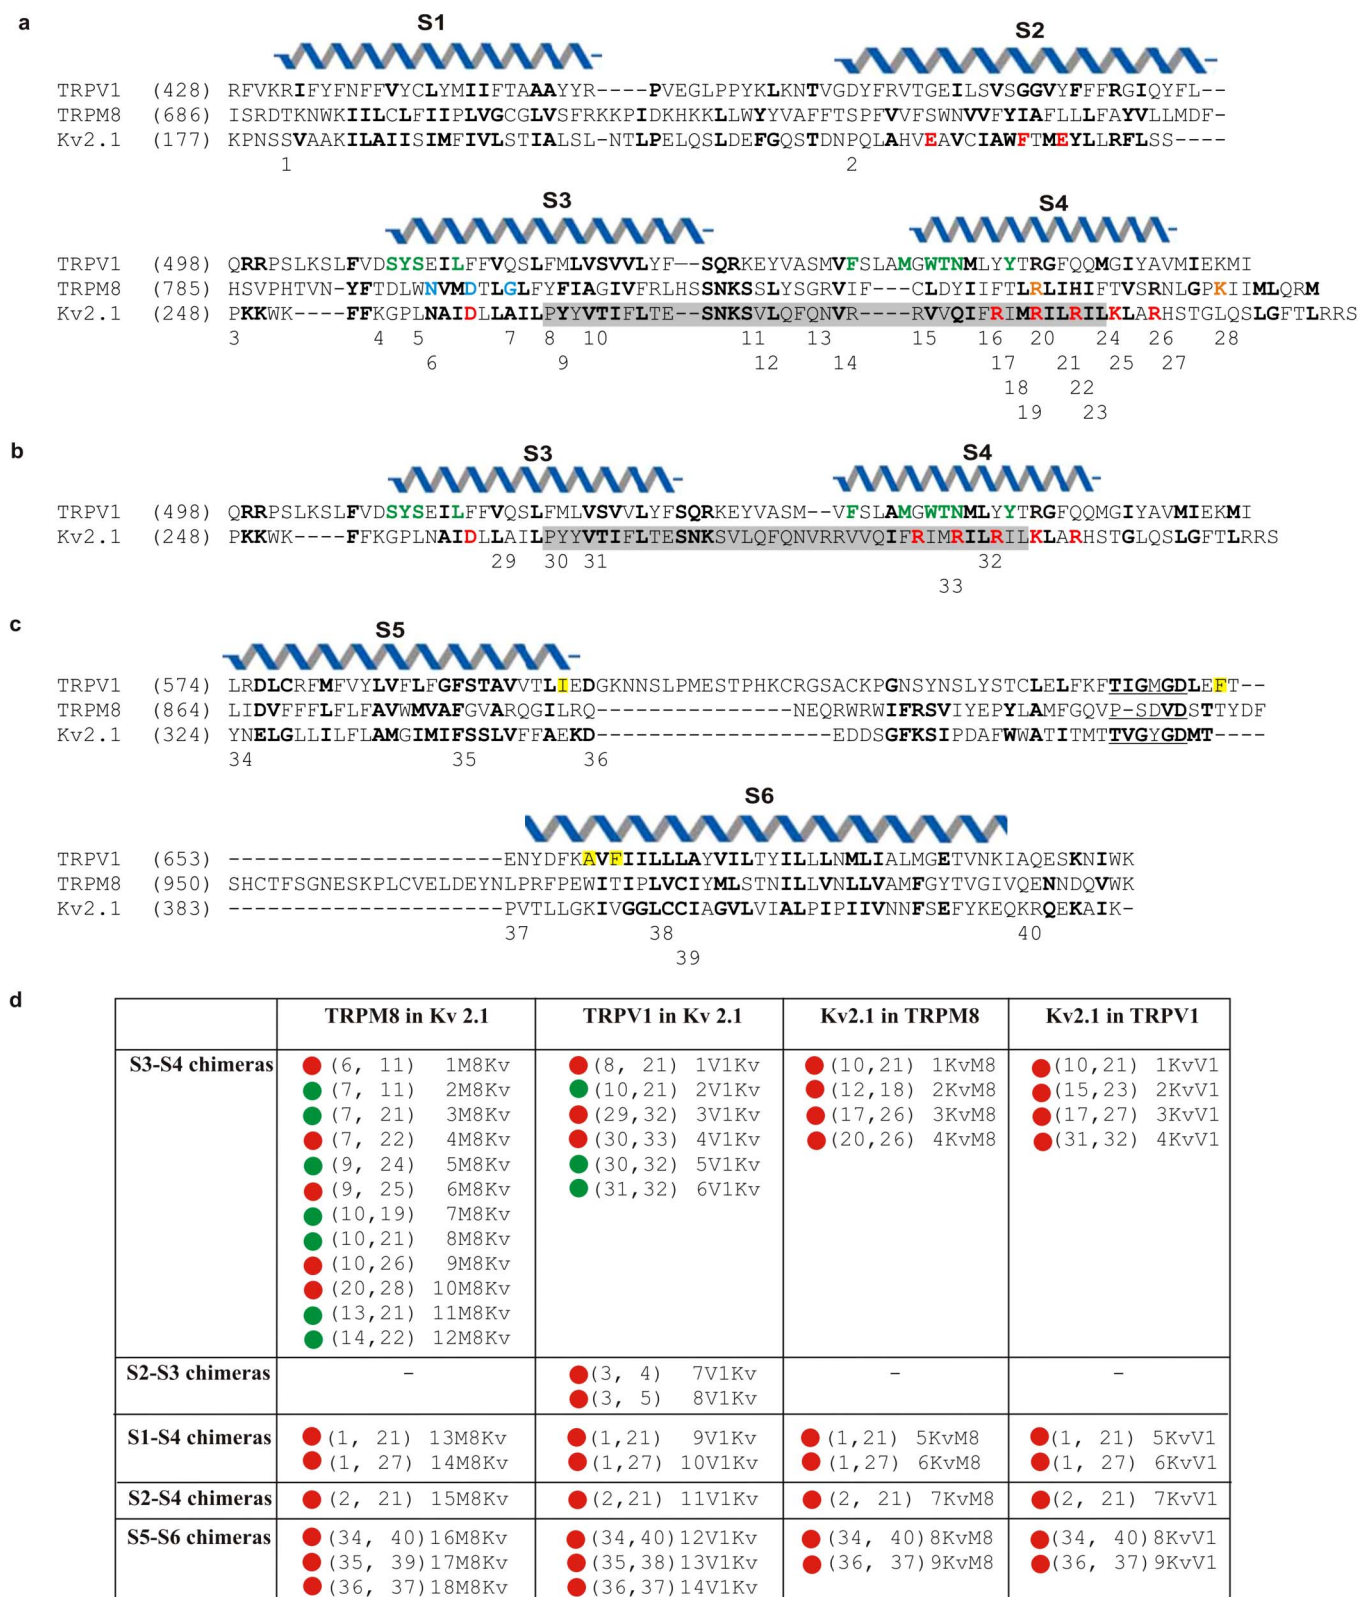 a
S1 S2
TRPV1 (428) RFVKRIFYFNFFVYCLYMIIFTAAAYYR----PVEGLPPYKLKNTVGDYFRVTGEILSVSGGVYFFFRGIQYFL--
TRPM8 (686) ISRDTKNWKIILCLFIIPLVGCGLVSFRKKPIDKHKKLLWYYVAFFTSPFVVFSWNVVFYIAFLLLFAYVLLMDF-
Kv2.1 (177) KPNSSVAAKILAIISIMFIVLSTIALSL-NTLPELQSLDEFGQSTDNPQLAHVEAVCIAWFTMEYLLRFLSS----
1 2
S3 S4
TRPV1 (498) QRRPSLKSLFVDSYSEILFFVQSLFMLVSVVLYF--SQRKEYVASMVFSLAMGWTNMLYYTRGFQQMGIYAVMIEKMI
TRPM8 (785) HSVPHTVN-YFTDLWNVMDTLGLFYFIAGIVFRLHSSNKSSLYSGRVIF---CLDYIIFTLRLIHIFTVSRNLGPKIIMLQRM
Kv2.1 (248) PKKWK----FFKGPLNAIDLLAILPYYVTIFLTE--SNKSVLQFQNVR----RVVQIFRIMRILRILKLARHSTGLQSLGFTLRRS
3 4 5 7 8 10 11 13 15 16 20 24 26 28
6 9 12 14 17 21 25 27
18 22
19 23
b
S3 S4
TRPV1 (498) QRRPSLKSLFVDSYSEILFFVQSLFMLVSVVLYFSQRKEYVASM--VFSLAMGWTNMLYYTRGFQQMGIYAVMIEKMI
Kv2.1 (248) PKKWK----FFKGPLNAIDLLAILPYYVTIFLTESNKSVLQFQNVRRVVQIFRIMRILRILKLARHSTGLQSLGFTLRRS
29 30 31 32
33
c
S5
TRPV1 (574) LRDLCRFMFVYLVFLFGFSTAVVTLIEDGKNNSLPMESTPHKCRGSACKPGNSYNSLYSTCLELFKFTIGMGDLEFT--
TRPM8 (864) LIDVFFFLFLFAVWMVAFGVARQGILRQ---------------NEQRWRWIFRSVIYEPYLAMFGQVP-SDVDSTTYDF
Kv2.1 (324) YNELGLLILFLAMGIMIFSSLVFFAEKD------------------EDDSGFKSIPDAFWWATITMTTVGYGDMT----
34 35 36
S6
TRPV1 (653) ---------------------ENYDFKAVFIILLLAYVILTYILLLNMLIALMGETVNKIAQESKNIWK
TRPM8 (950) SHCTFSGNESKPLCVELDEYNLPRFPEWITIPLVCIYMLSTNILLVNLLVAMFGYTVGIVQENNDQVWK
Kv2.1 (383) ---------------------PVTLLGKIVGGLCCIAGVLVIALPIPIIVNNFSEFYKEQKRQEKAIK-
37 38 40
39
d
TRPM8 in Kv 2.1 TRPV1 in Kv 2.1 Kv2.1 in TRPM8 Kv2.1 in TRPV1
S3-S4 chimeras (6, 11) 1M8Kv (8, 21) 1V1Kv (10,21) 1KvM8 (10,21) 1KvV1
(7, 11) 2M8Kv (10,21) 2V1Kv (12,18) 2KvM8 (15,23) 2KvV1
(7, 21) 3M8Kv (29,32) 3V1Kv (17,26) 3KvM8 (17,27) 3KvV1
(7, 22) 4M8Kv (30,33) 4V1Kv (20,26) 4KvM8 (31,32) 4KvV1
(9, 24) 5M8Kv (30,32) 5V1Kv
(9, 25) 6M8Kv (31,32) 6V1Kv
(10,19) 7M8Kv
(10,21) 8M8Kv
(10,26) 9M8Kv
(20,28) 10M8Kv
(13,21) 11M8Kv
(14,22) 12M8Kv
S2-S3 chimeras - (3, 4) 7V1Kv - -
(3, 5) 8V1Kv
S1-S4 chimeras (1, 21) 13M8Kv (1,21) 9V1Kv (1,21) 5KvM8 (1, 21) 5KvV1
(1, 27) 14M8Kv (1,27) 10V1Kv (1,27) 6KvM8 (1, 27) 6KvV1
S2-S4 chimeras (2, 21) 15M8Kv (2,21) 11V1Kv (2, 21) 7KvM8 (2, 21) 7KvV1
S5-S6 chimeras (34, 40)16M8Kv (34,40)12V1Kv (34, 40)8KvM8 (34, 40)8KvV1
(35, 39)17M8Kv (35,38)13V1Kv (36, 37)9KvM8 (36, 37)9KvV1
(36, 37)18M8Kv (36,37)14V1Kv